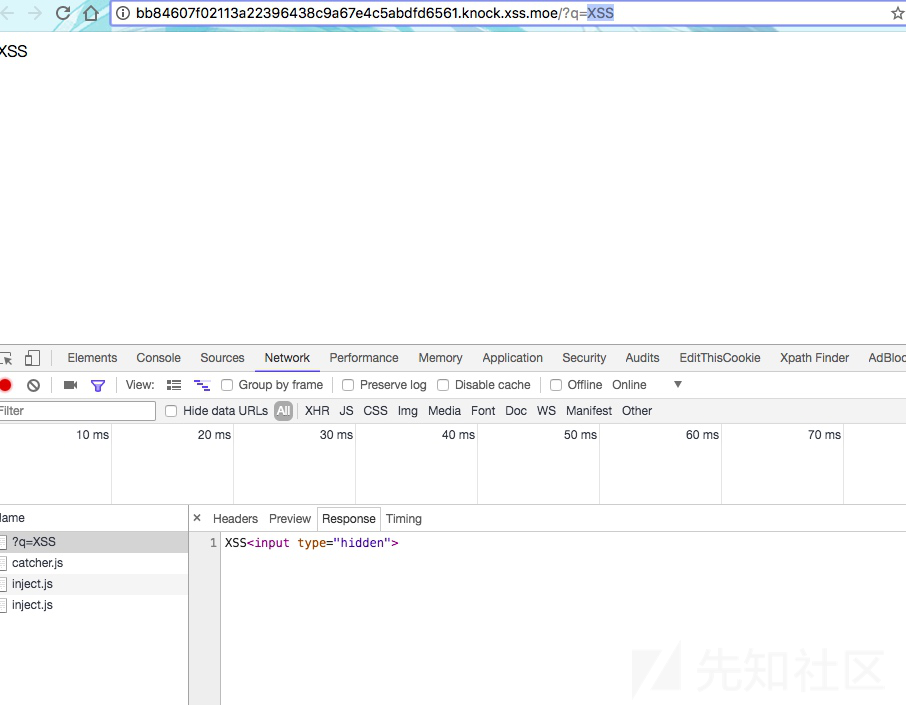 bb84607f02113a22396438c9a67e4c5abdfd6561.knock.xss.moe/?q=XSS
XSS
Elements Console Sources Network Performance Memory Application Security Audits EditThisCookie Xpath Finder AdBloc
View: Group by frame Preserve log Disable cache Offline Online
Filter Hide data URLs All XHR JS CSS Img Media Font Doc WS Manifest Other
10 ms 20 ms 30 ms 40 ms 50 ms 60 ms 70 ms
lame × Headers Preview Response Timing
?q=XSS 1 XSS<input type="hidden">
catcher.js
inject.js
inject.js
先知社区